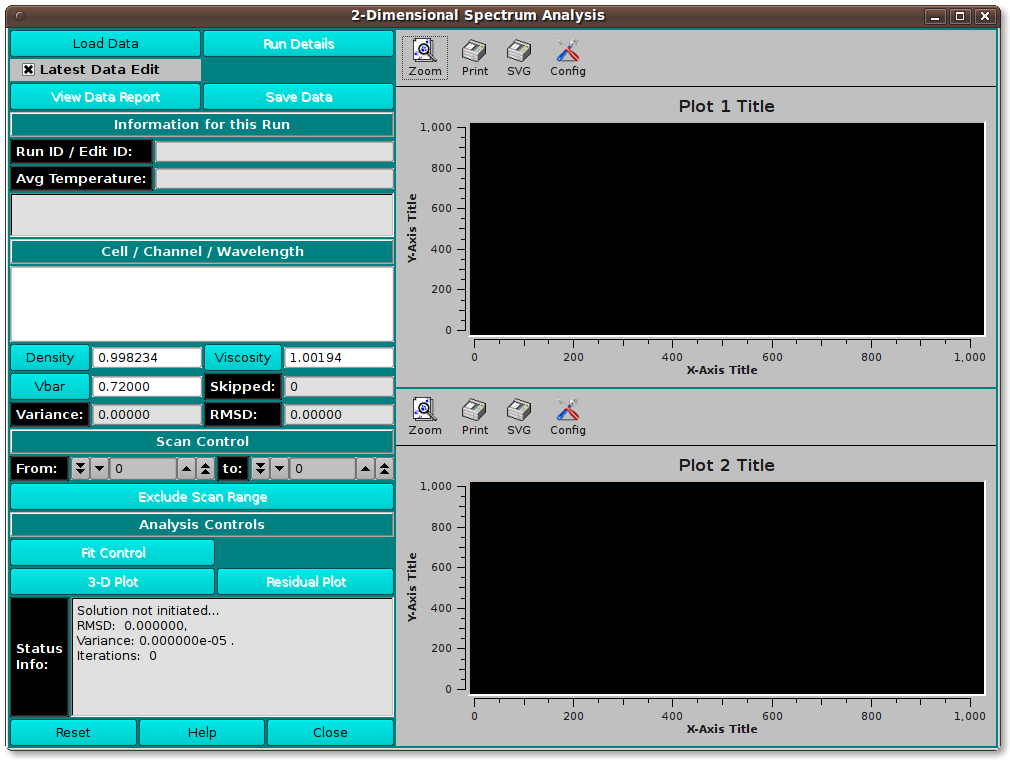 2-Dimensional Spectrum Analysis
Load Data
Run Details
Latest Data Edit
View Data Report
Save Data
Information for this Run
Run ID / Edit ID:
Avg Temperature:
Cell / Channel / Wavelength
Density 0.998234 Viscosity 1.00194
Vbar 0.72000 Skipped: 0
Variance: 0.00000 RMSD: 0.00000
Scan Control
From: 0 to: 0
Exclude Scan Range
Analysis Controls
Fit Control
3-D Plot
Residual Plot
Status
Info:
Solution not initiated...
RMSD:  0.000000,
Variance: 0.000000e-05 .
Iterations:  0
Reset
Help
Close
Zoom Print SVG Config
Plot 1 Title
1,000
800
600
400
200
0
Y-Axis Title
0 200 400 600 800 1,000
X-Axis Title
Zoom Print SVG Config
Plot 2 Title
1,000
800
600
400
200
0
Y-Axis Title
0 200 400 600 800 1,000
X-Axis Title